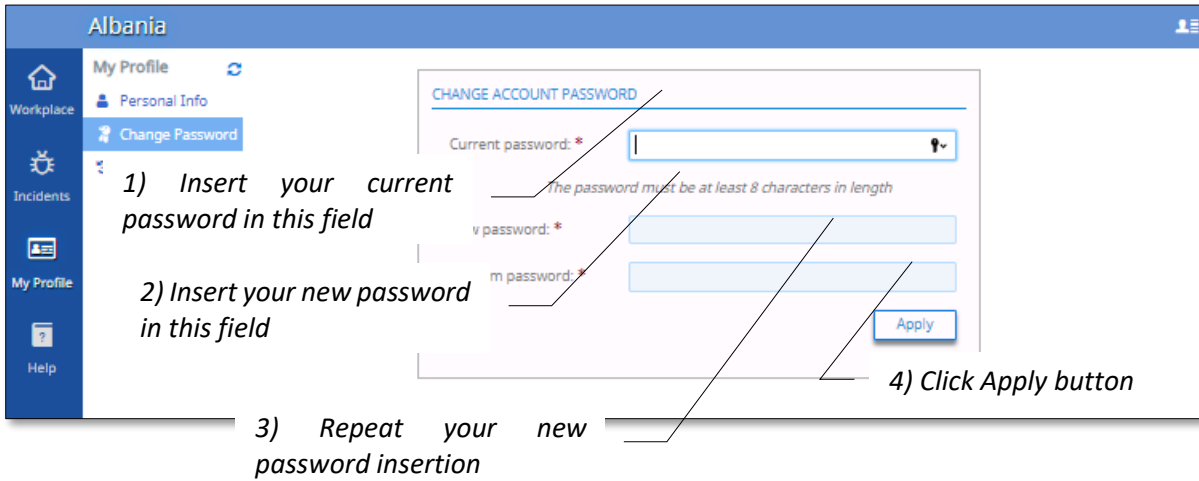 Albania
My Profile
Personal Info
Change Password
Workplace
Incidents
My Profile
Help
CHANGE ACCOUNT PASSWORD
Current password: *
The password must be at least 8 characters in length
password: *
m password: *
Apply
1) Insert your current
password in this field
2) Insert your new password
in this field
3) Repeat your new
password insertion
4) Click Apply button